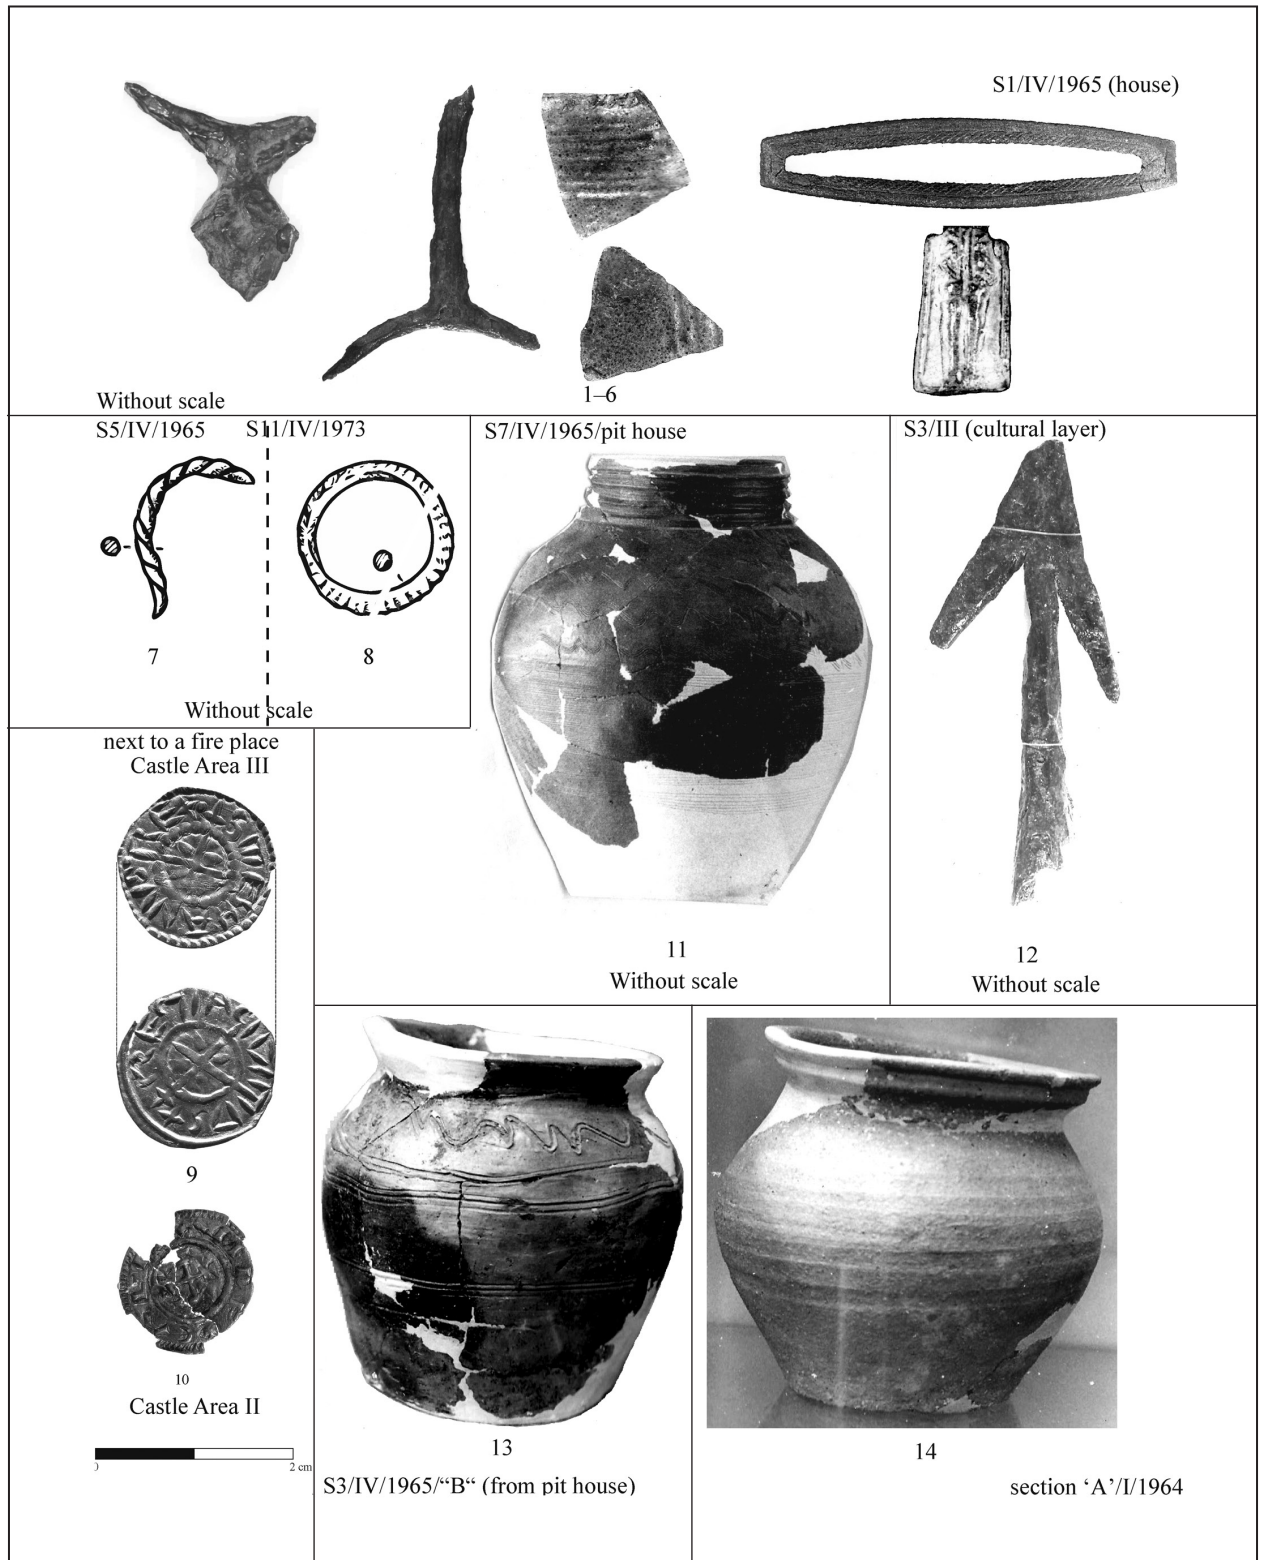 S1/IV/1965 (house)
1–6
Without scale
S5/IV/1965
S11/IV/1973
7
8
Without scale
S7/IV/1965/pit house
11
Without scale
S3/III (cultural layer)
12
Without scale
next to a fire place
Castle Area III
9
10
Castle Area II
2 cm
13
S3/IV/1965/“B“ (from pit house)
14
section ‘A’/I/1964